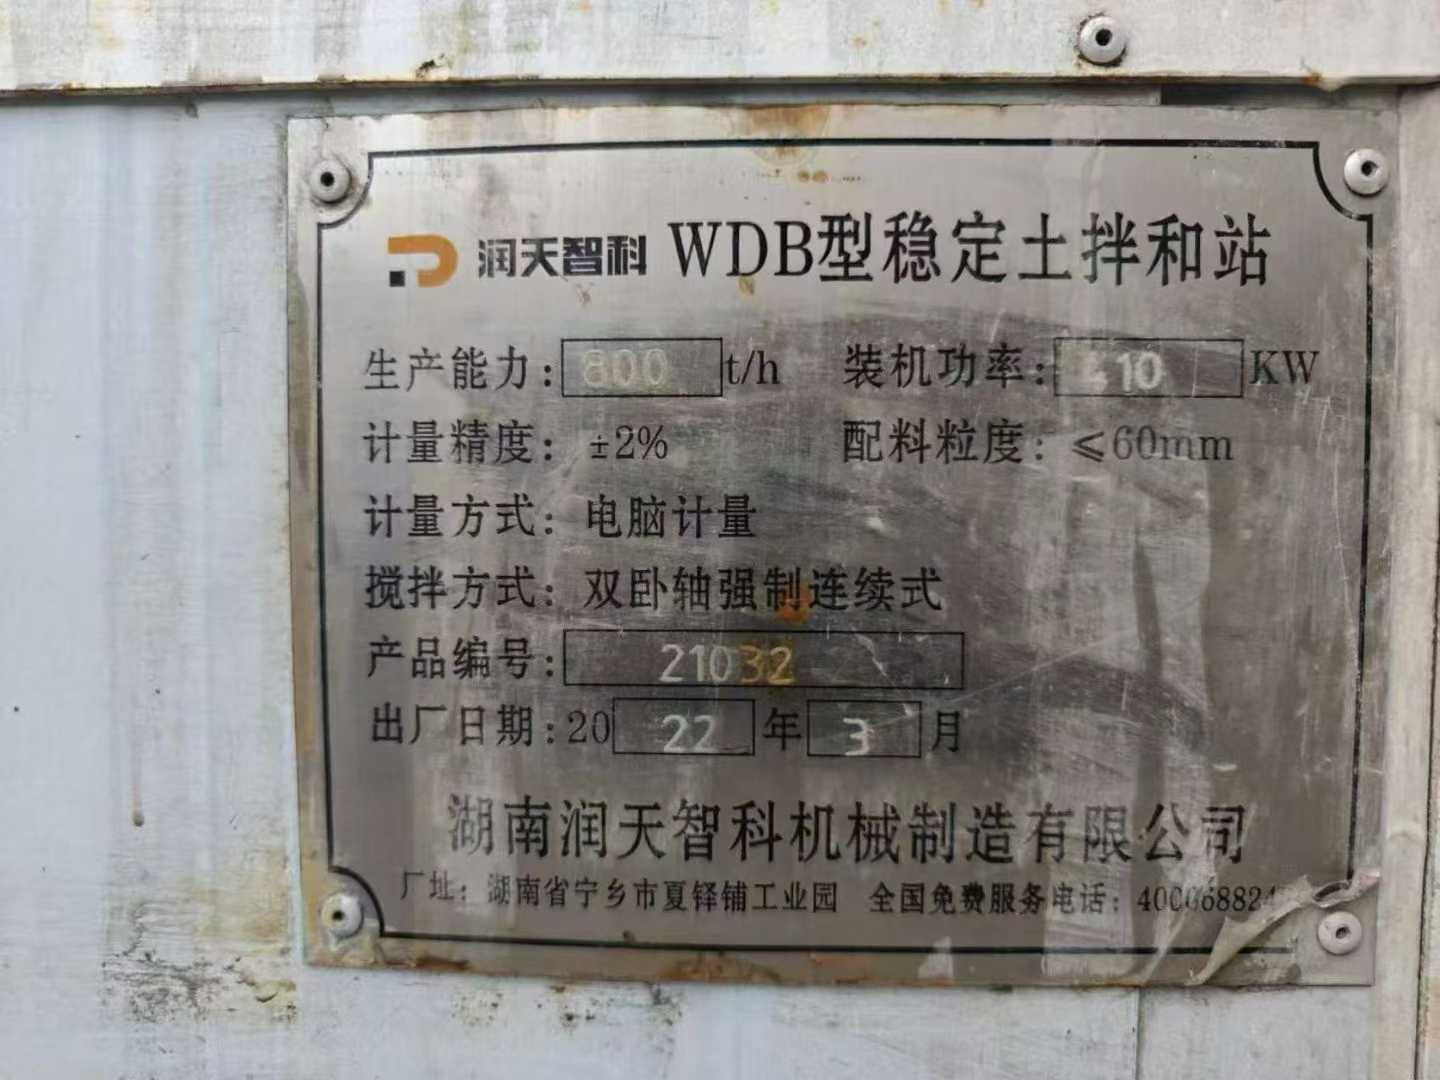 润天智科 WDB型稳定土拌和站
生产能力: 800 t/h 装机功率: 410 KW
计量精度: ±2% 配料粒度: ≤60mm
计量方式: 电脑计量
搅拌方式: 双卧轴强制连续式
产品编号: 21032
出厂日期: 2022年3月
湖南润天智科机械制造有限公司
厂址: 湖南省宁乡市夏铎铺工业园 全国免费服务电话: